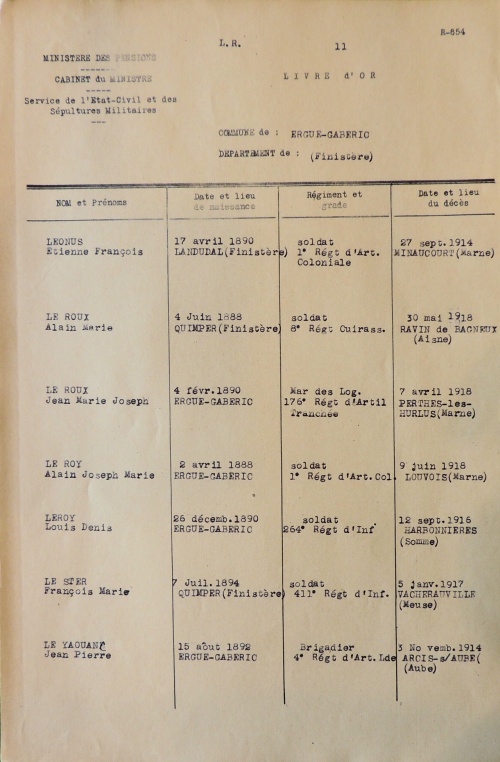 R-854
L.R. 11
MINISTERE DES PENSIONS
CABINET du MINISTRE
LIVRE d'OR
Service de l'Etat-Civil et des
Sépultures Militaires
COMMUNE de : ERGUE-GABERIC
DEPARTEMENT de : (Finistère)
NOM et Prénoms
Date et lieu
de naissance
Régiment et
grade
Date et lieu
du décès
LEONUS
Etienne François
17 avril 1890
LANDUDAL(Finistère)
soldat
1° Régt d'Art.
Coloniale
27 sept.1914
MINAUCOURT(Marne)
LE ROUX
Alain Marie
4 Juin 1888
QUIMPER(Finistère)
soldat
8° Régt Cuirass.
30 mai 1918
RAVIN de BAGNEUX
(Aisne)
LE ROUX
Jean Marie Joseph
4 févr.1890
ERGUE-GABERIC
Mar des Log.
176° Régt d'Artil
Tranchée
7 avril 1918
PERTHES-les-
HURLUS(Marne)
LE ROY
Alain Joseph Marie
2 avril 1888
ERGUE-GABERIC
soldat
1° Régt d'Art.Col.
9 juin 1918
LOUVOIS(Marne)
LEROY
Louis Denis
26 décemb.1890
ERGUE-GABERIC
soldat
264° Régt d'Inf
12 sept.1916
HARBONNIERES
(Somme)
LE STER
François Marie
7 Juil.1894
QUIMPER(Finistère)
soldat
411° Régt d'Inf.
5 janv.1917
VACHERAUVILLE
(Meuse)
LE YAOUANC
Jean Pierre
15 août 1892
ERGUE-GABERIC
Brigadier
4° Régt d'Art.Lde
3 No vemb.1914
ARCIS-s/AUBE(
(Aube)